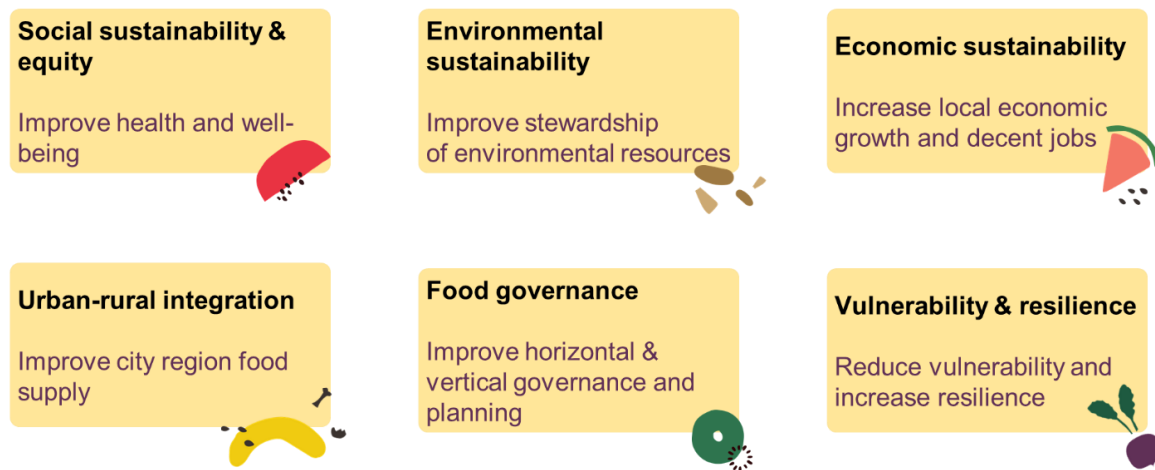 Social sustainability &
equity
Improve health and well-
being
Environmental
sustainability
Improve stewardship
of environmental resources
Economic sustainability
Increase local economic
growth and decent jobs
Urban-rural integration
Improve city region food
supply
Food governance
Improve horizontal &
vertical governance and
planning
Vulnerability & resilience
Reduce vulnerability and
increase resilience